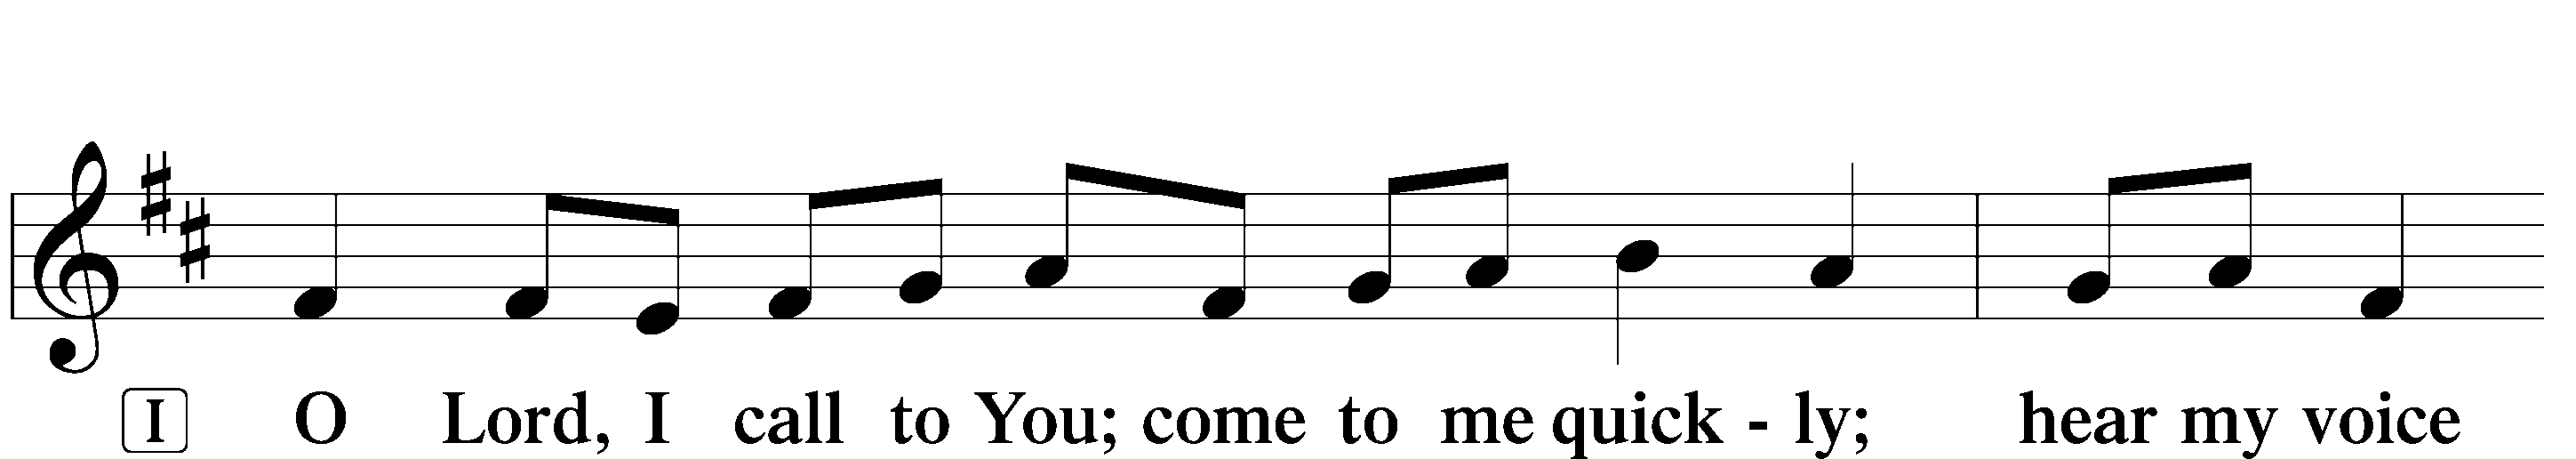 I O Lord, I call to You; come to me quick - ly; hear my voice